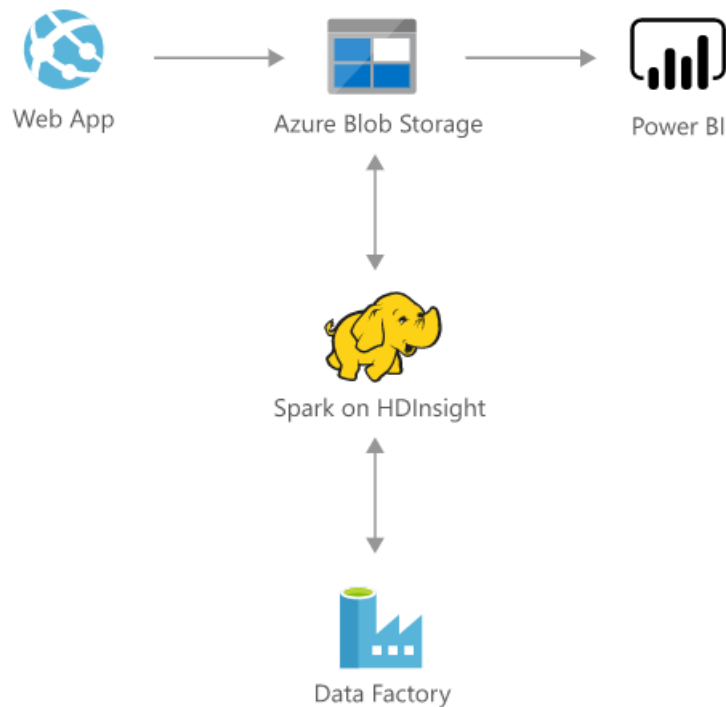 Web App
Azure Blob Storage
Power BI
Spark on HDInsight
Data Factory